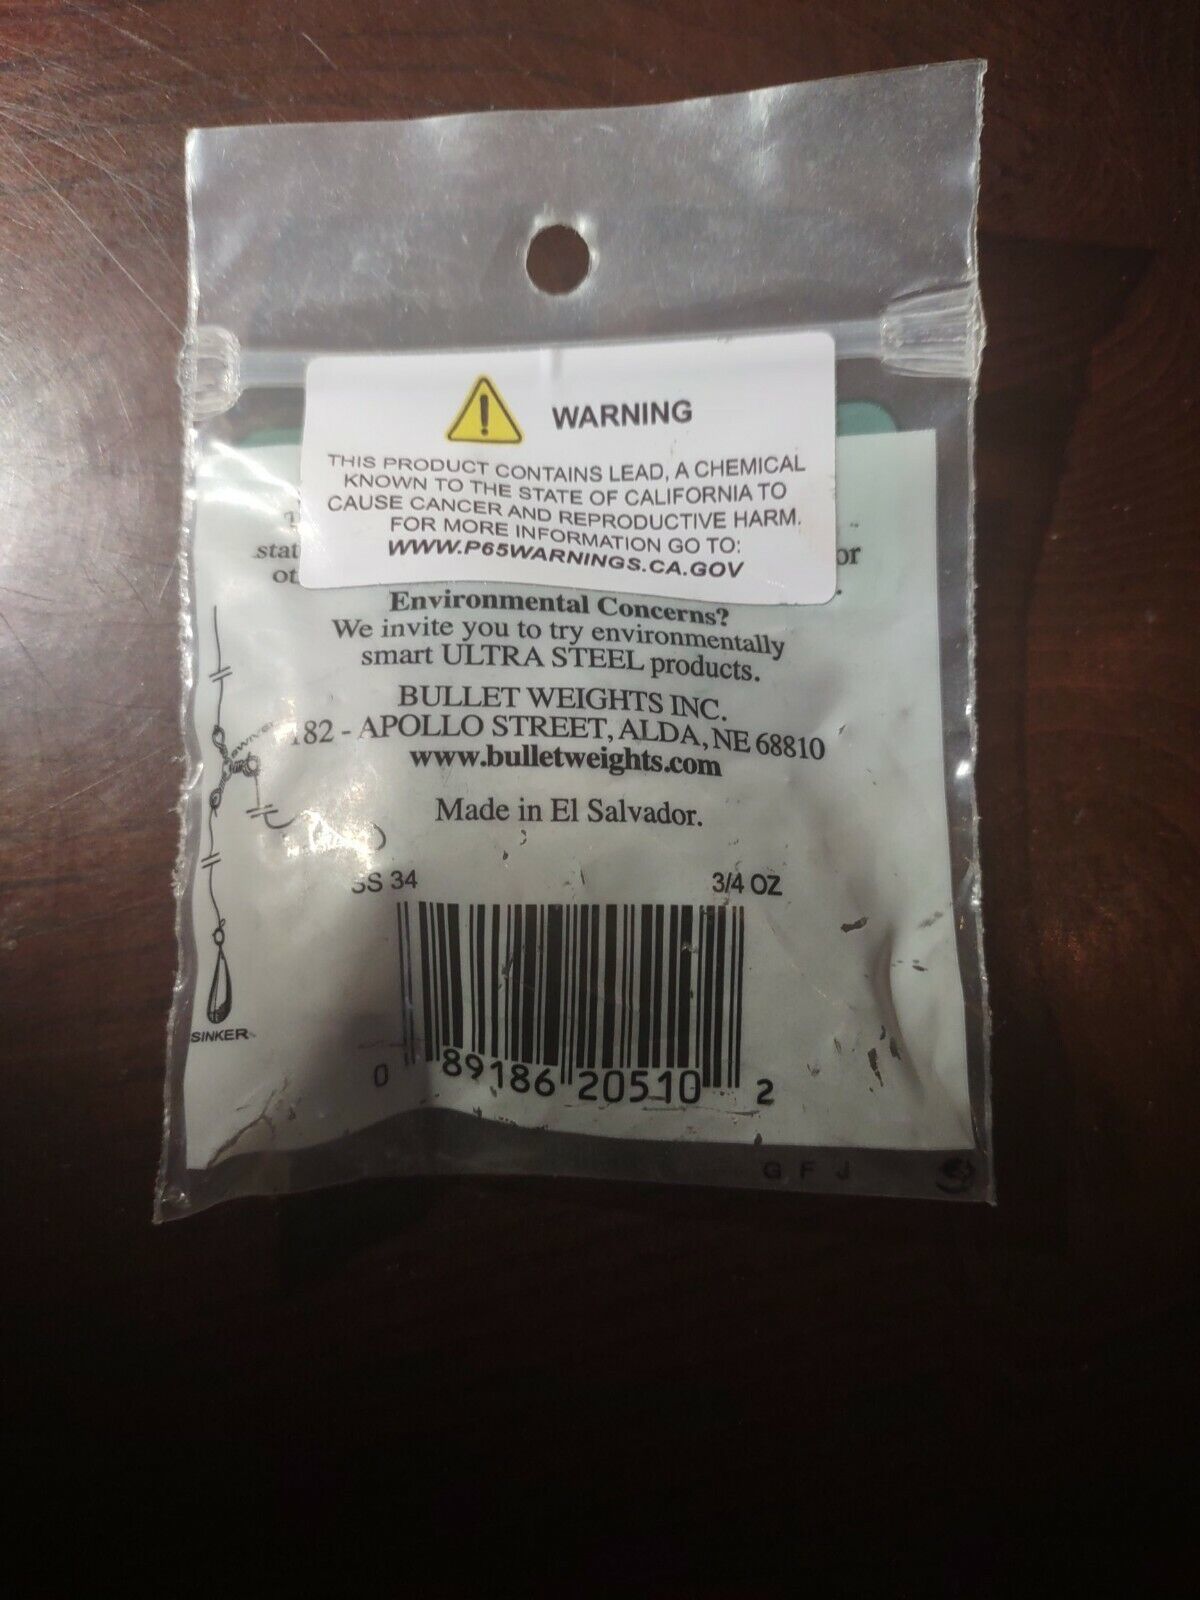 WARNING
THIS PRODUCT CONTAINS LEAD, A CHEMICAL
KNOWN TO THE STATE OF CALIFORNIA TO
CAUSE CANCER AND REPRODUCTIVE HARM.
FOR MORE INFORMATION GO TO:
WWW.P65WARNINGS.CA.GOV
Environmental Concerns?
We invite you to try environmentally
smart ULTRA STEEL products.
BULLET WEIGHTS INC.
182 - APOLLO STREET, ALDA, NE 68810
www.bulletweights.com
Made in El Salvador.
SS 34 3/4 OZ
0 89186 20510 2
SINKER
G F J